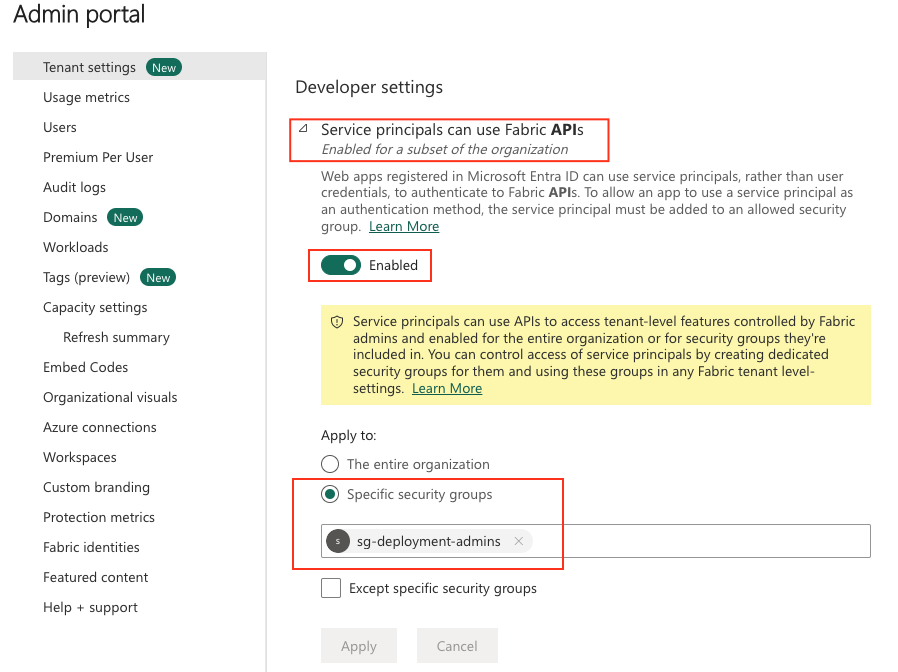 Admin portal
Tenant settings New
Usage metrics
Users
Premium Per User
Audit logs
Domains New
Workloads
Tags (preview) New
Capacity settings
Refresh summary
Embed Codes
Organizational visuals
Azure connections
Workspaces
Custom branding
Protection metrics
Fabric identities
Featured content
Help + support
Developer settings
Service principals can use Fabric APIs
Enabled for a subset of the organization
Web apps registered in Microsoft Entra ID can use service principals, rather than user
credentials, to authenticate to Fabric APIs. To allow an app to use a service principal as
an authentication method, the service principal must be added to an allowed security
group. Learn More
Enabled
Service principals can use APIs to access tenant-level features controlled by Fabric
admins and enabled for the entire organization or for security groups they're
included in. You can control access of service principals by creating dedicated
security groups for them and using these groups in any Fabric tenant level-
settings. Learn More
Apply to:
The entire organization
Specific security groups
s sg-deployment-admins
Except specific security groups
Apply Cancel